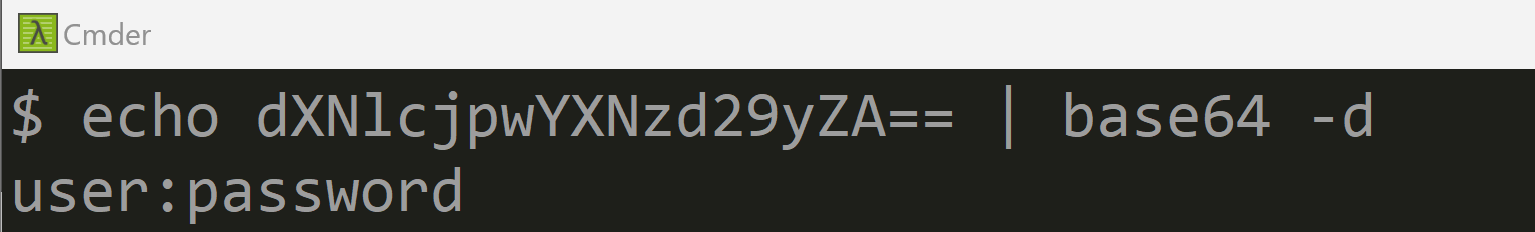 Cmder
$ echo dXNlcjpwYXNzd29yZA== | base64 -d
user:password